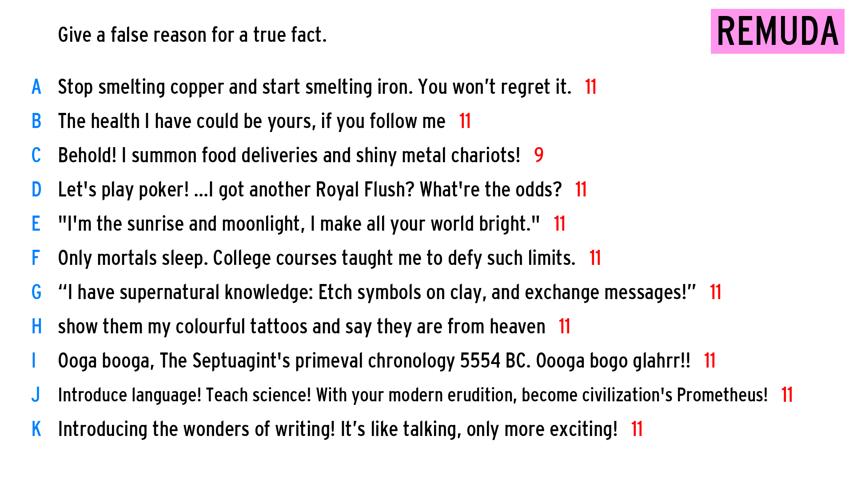 Give a false reason for a true fact.
REMUDA
A Stop smelting copper and start smelting iron. You won’t regret it. 11
B The health I have could be yours, if you follow me 11
C Behold! I summon food deliveries and shiny metal chariots! 9
D Let's play poker! ...I got another Royal Flush? What're the odds? 11
E "I'm the sunrise and moonlight, I make all your world bright." 11
F Only mortals sleep. College courses taught me to defy such limits. 11
G “I have supernatural knowledge: Etch symbols on clay, and exchange messages!” 11
H show them my colourful tattoos and say they are from heaven 11
I Ooga booga, The Septuagint's primeval chronology 5554 BC. Oooga bogo glahrr!! 11
J Introduce language! Teach science! With your modern erudition, become civilization's Prometheus! 11
K Introducing the wonders of writing! It’s like talking, only more exciting! 11